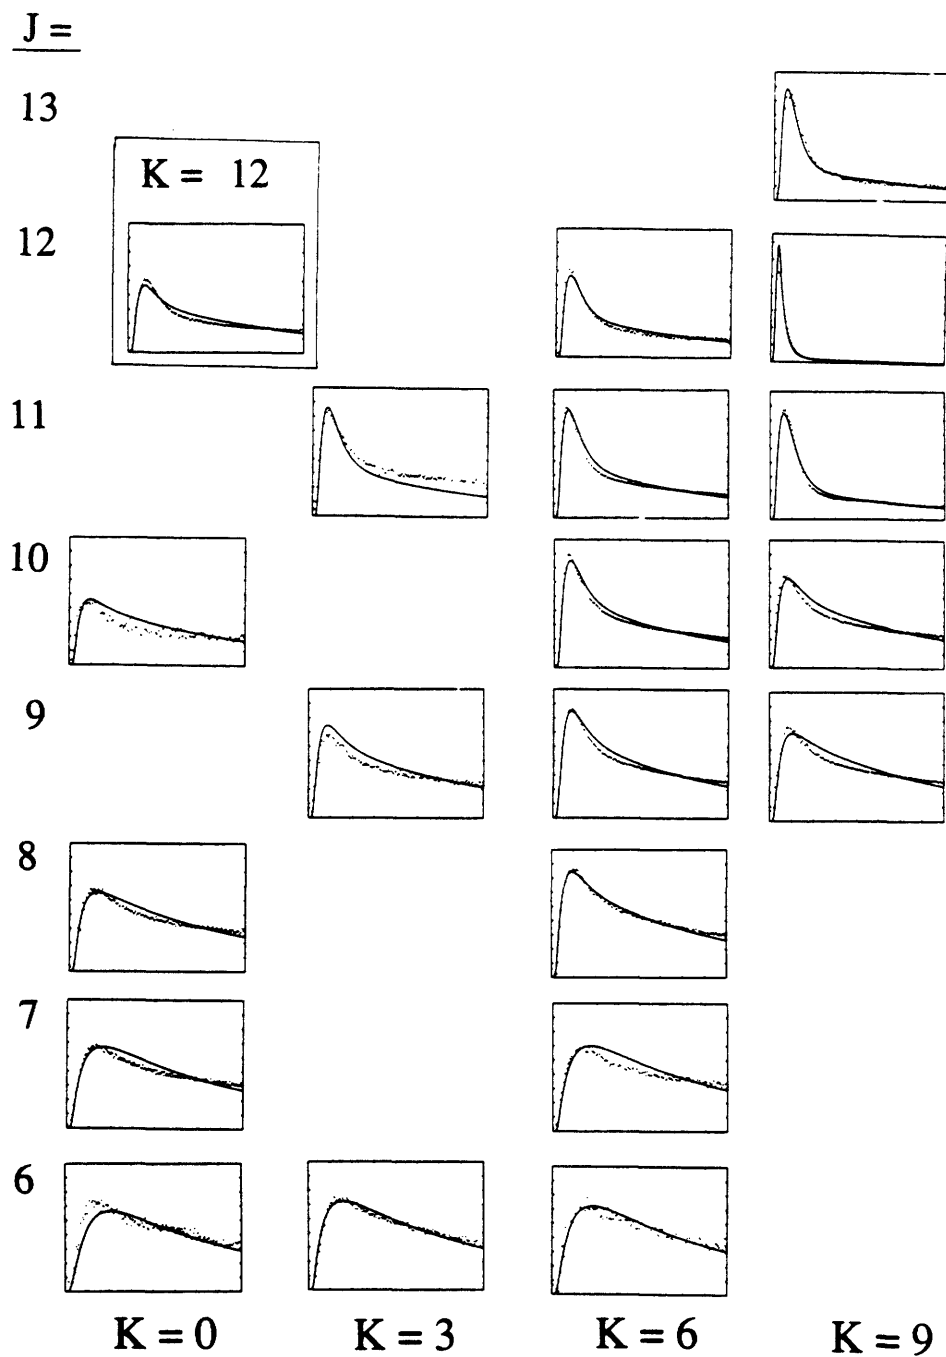 J =
13
K = 12
12
11
10
9
8
7
6
K = 0 K = 3 K = 6 K = 9